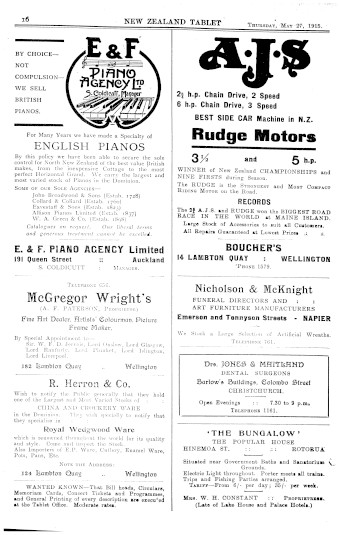 16
NEW ZEALAND TABLET
THURSDAY, MAY 27, 1915.
BY CHOICE—
NOT
COMPULSION—
WE SELL
BRITISH
PIANOS.
E & F
PIANO
AGENCY LTD
S. Coldicutt, Manager
For Many Years we have made a Specialty of
ENGLISH PIANOS
By this policy we have been able to secure the sole
control for North New Zealand of the best value British
makes, from the inexpensive Cottage to the most
perfect Horizontal Grand. We carry the largest and
most varied stock of Pianos in the Dominion.
SOME OF OUR SOLE AGENCIES—
John Broadwood & Sons (Estab. 1728)
Collard & Collard (Estab. 1760)
Eavestaff & Sons (Estab. 1823)
Allison Pianos Limited (Estab. 1837)
W. A. Green & Co. (Estab. 1898)
Catalogues on request. Our liberal terms
and generous treatment cannot be excelled.
E. & F. PIANO AGENCY Limited
191 Queen Street :: Auckland
S. COLDICUTT MANAGER.
McGregor Wright's
(A. F. PATERSON, PROPRIETOR)
Fine Art Dealer, Artists' Colourmen, Picture
Frame Maker.
By Special Appointment to—
Sir W. F. D. Jervois, Lord Onslow, Lord Glasgow,
Lord Ranfurly, Lord Plunket, Lord Islington,
Lord Liverpool.
182 Lambton Quay - Wellington
R. Herron & Co.
Wish to notify the Public generally that they hold
one of the Largest and Most Varied Stocks of
CHINA AND CROCKERY WARE
in the Dominion. They wish specially to notify that
they specialise in
Royal Wedgwood Ware
which is renowned throughout the world for its quality
and style. Come and inspect the Stock.
Also Importers of E.P. Ware, Cutlery, Enamel Ware,
Pots, Pans, Etc.
NOTE THE ADDRESS:
Lambton Quay - Wellington
WANTED KNOWN—That Bill heads, Circulars,
Memoriam Cards, Concert Tickets and Programmes,
and General Printing of every description are executed
at the Tablet Office. Moderate rates.
A·J·S
2¾ h.p. Chain Drive, 2 Speed
6 h.p. Chain Drive, 3 Speed
BEST SIDE CAR Machine in N.Z.
Rudge Motors
3½ and 5 h.p.
WINNER of New Zealand CHAMPIONSHIPS and
NINE FIRSTS during Season.
The RUDGE is the STRONGEST and MOST COMPACT
RIDING MOTOR on the Road.
RECORDS
The 2¾ A.J.S and RUDGE won the BIGGEST ROAD
RACE IN THE WORLD at MAINE ISLAND.
Large Stock of Accessories to suit all Customers.
All Repairs Guaranteed at Lowest Prices
BOUCHER'S
14 LAMBTON QUAY : WELLINGTON
Phone
Nicholson & McKnight
FUNERAL DIRECTORS AND : :
ART FURNITURE MANUFACTURERS
Emerson and Tennyson Streets - NAPIER
We Stock a Large Selection of Artificial Wreaths.
Telephone 761.
DRS. JONES & MAITLAND
DENTAL SURGEONS
Barlow's Buildings, Colombo Street
CHRISTCHURCH.
Open Evenings :: 7.30 to 9 p.m.
Telephone 1181.
'THE BUNGALOW'
THE POPULAR HOUSE
HINEMOA ST. :: :: ROTORUA
Situated near Government Baths and Sanatorium
Grounds.
Electric Light throughout. Porter meets all trains.
Trips and Fishing Parties arranged.
TARIFF—From 6/- per day; 35/- per week.
MRS. W. H. CONSTANT :: PROPRIETRESS.
(Late of Lake House and Palace Hotels.)